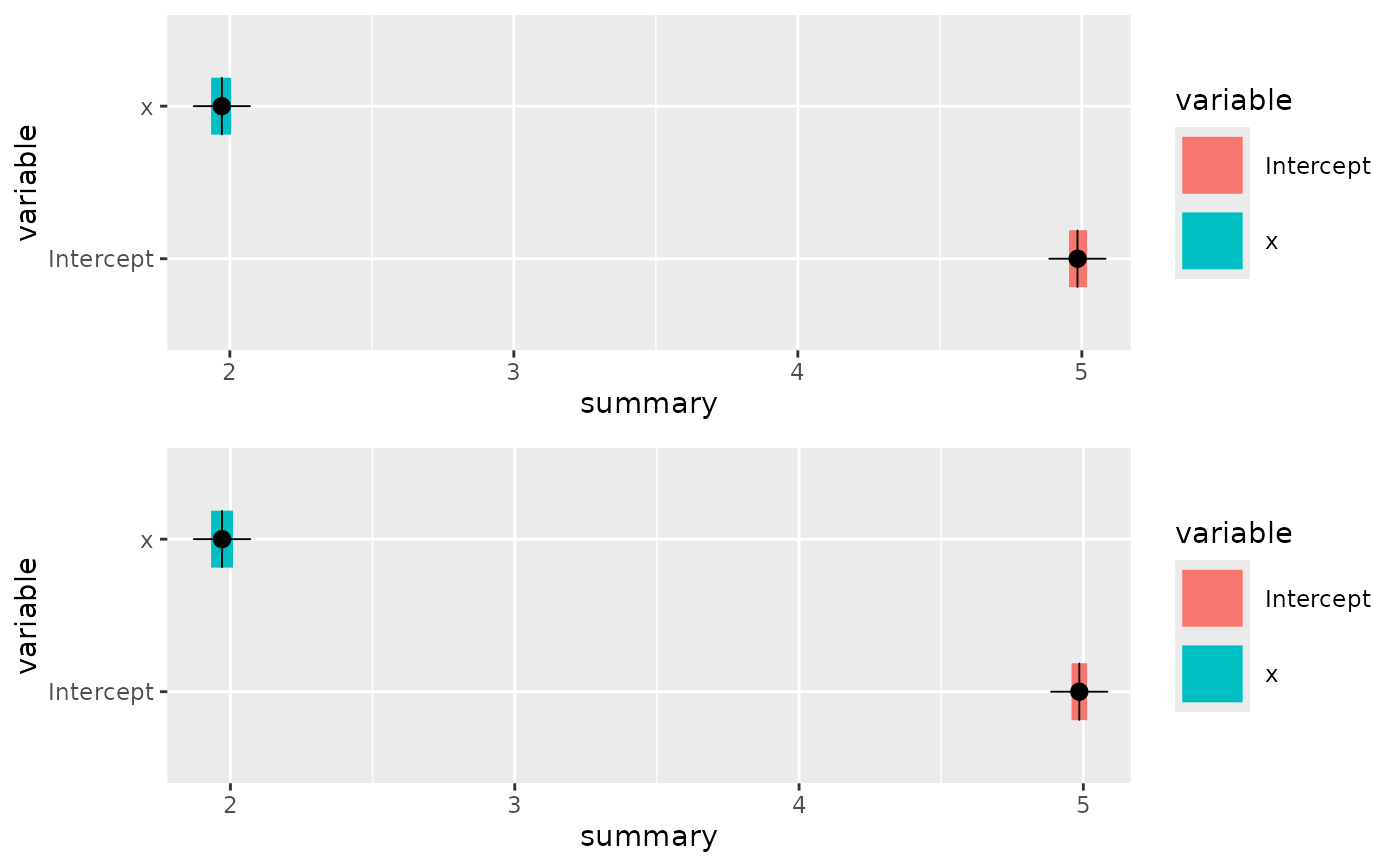 variable
x
Intercept
2 3 4 5
summary
variable
Intercept
x
variable
x
Intercept
2 3 4 5
summary
variable
Intercept
x